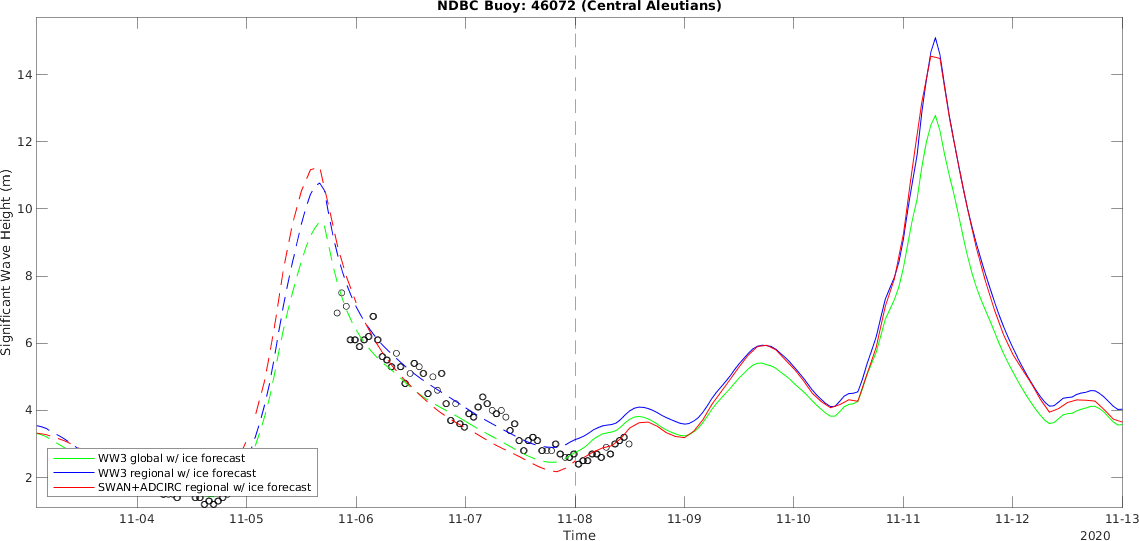 NDBC Buoy: 46072 (Central Aleutians)
14
12
10
8
6
4
2
Significant Wave Height (m)
WW3 global w/ ice forecast
WW3 regional w/ ice forecast
SWAN+ADCIRC regional w/ ice forecast
11-04 11-05 11-06 11-07 11-08 11-09 11-10 11-11 11-12 11-13
Time
2020